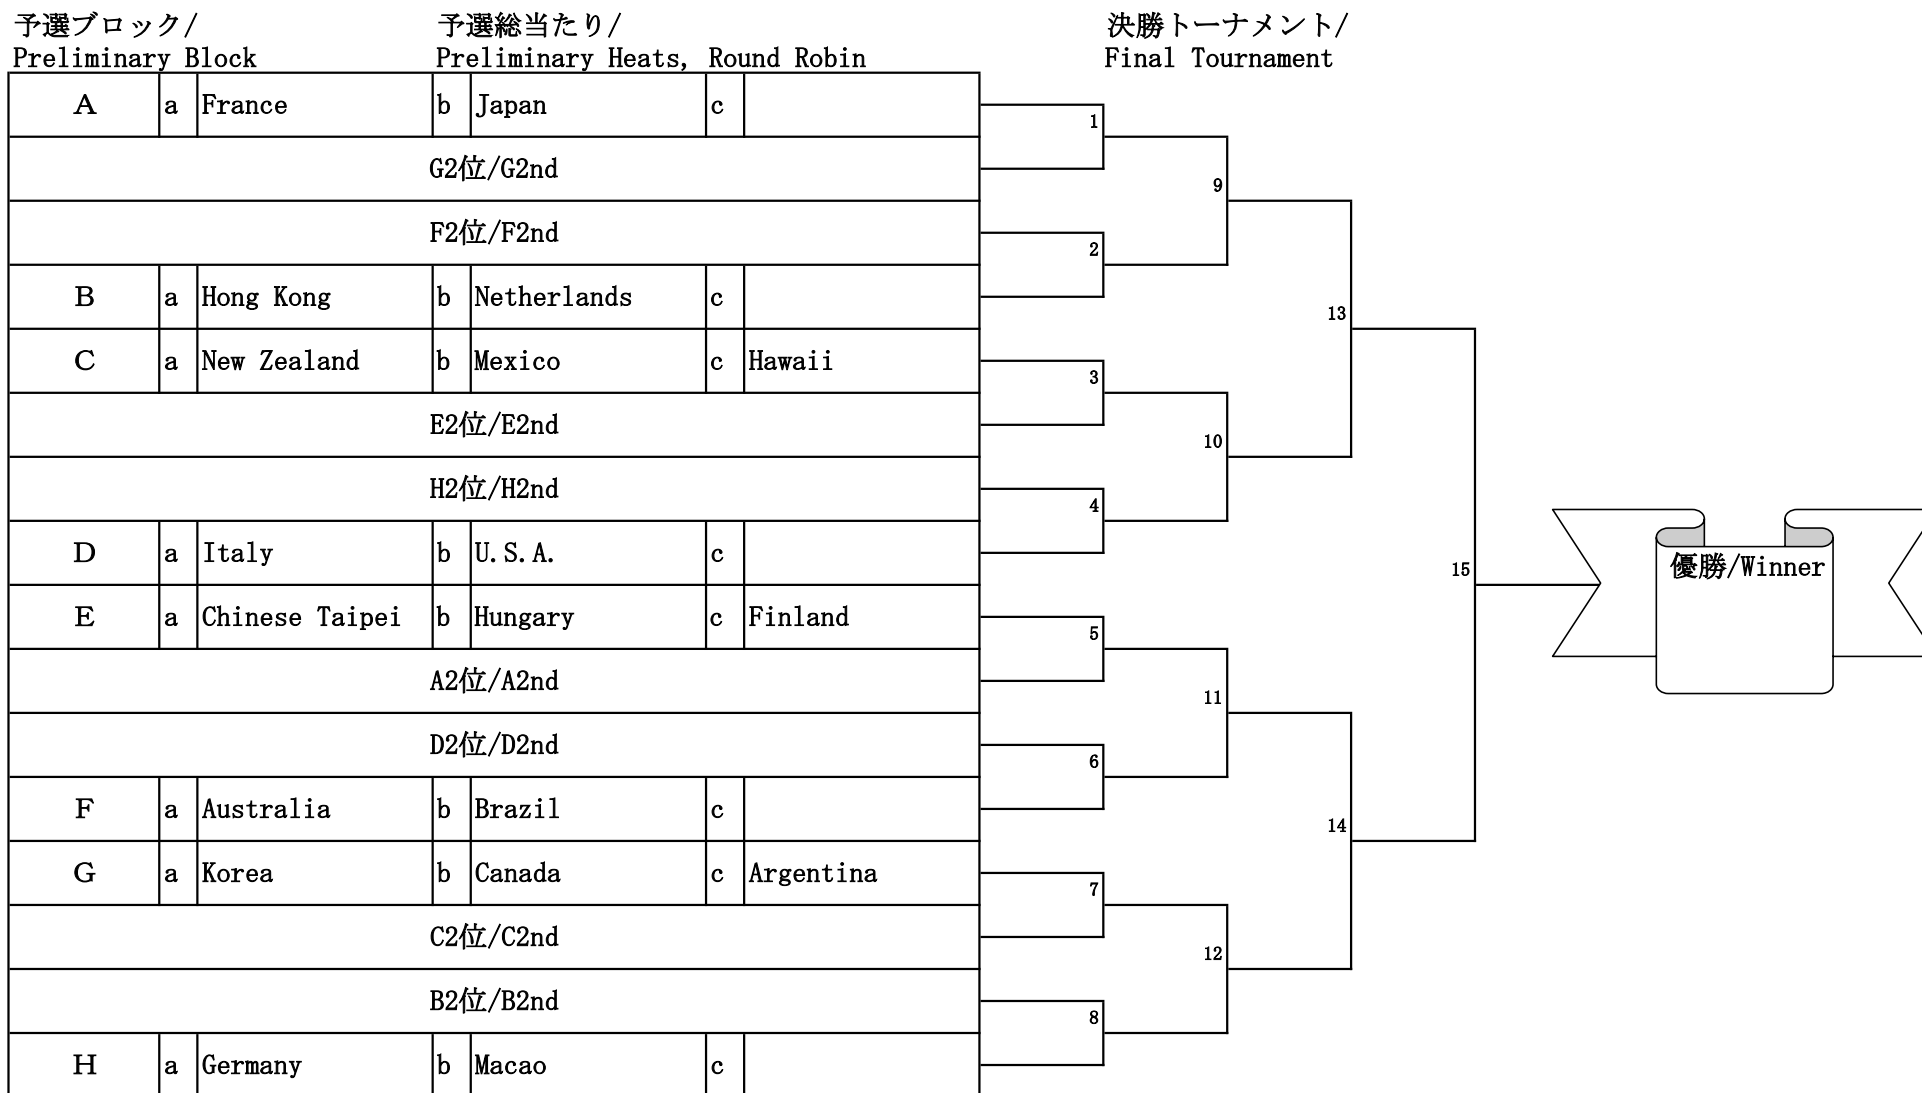 予選ブロック/ 予選総当たり/ 決勝トーナメント/
Preliminary Block Preliminary Heats, Round Robin Final Tournament
A a France b Japan c
1
G2位/G2nd
9
F2位/F2nd
2
B a Hong Kong b Netherlands c
13
C a New Zealand b Mexico c Hawaii
3
E2位/E2nd
10
H2位/H2nd
4
D a Italy b U.S.A. c
15
優勝/Winner
E a Chinese Taipei b Hungary c Finland
5
A2位/A2nd
11
D2位/D2nd
6
F a Australia b Brazil c
14
G a Korea b Canada c Argentina
7
C2位/C2nd
12
B2位/B2nd
8
H a Germany b Macao c